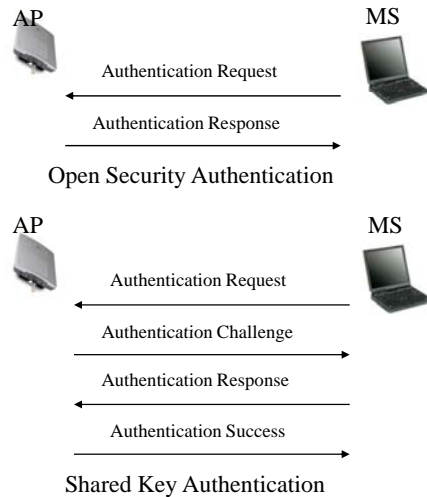 AP MS
Authentication Request
Authentication Response
Open Security Authentication
AP MS
Authentication Request
Authentication Challenge
Authentication Response
Authentication Success
Shared Key Authentication